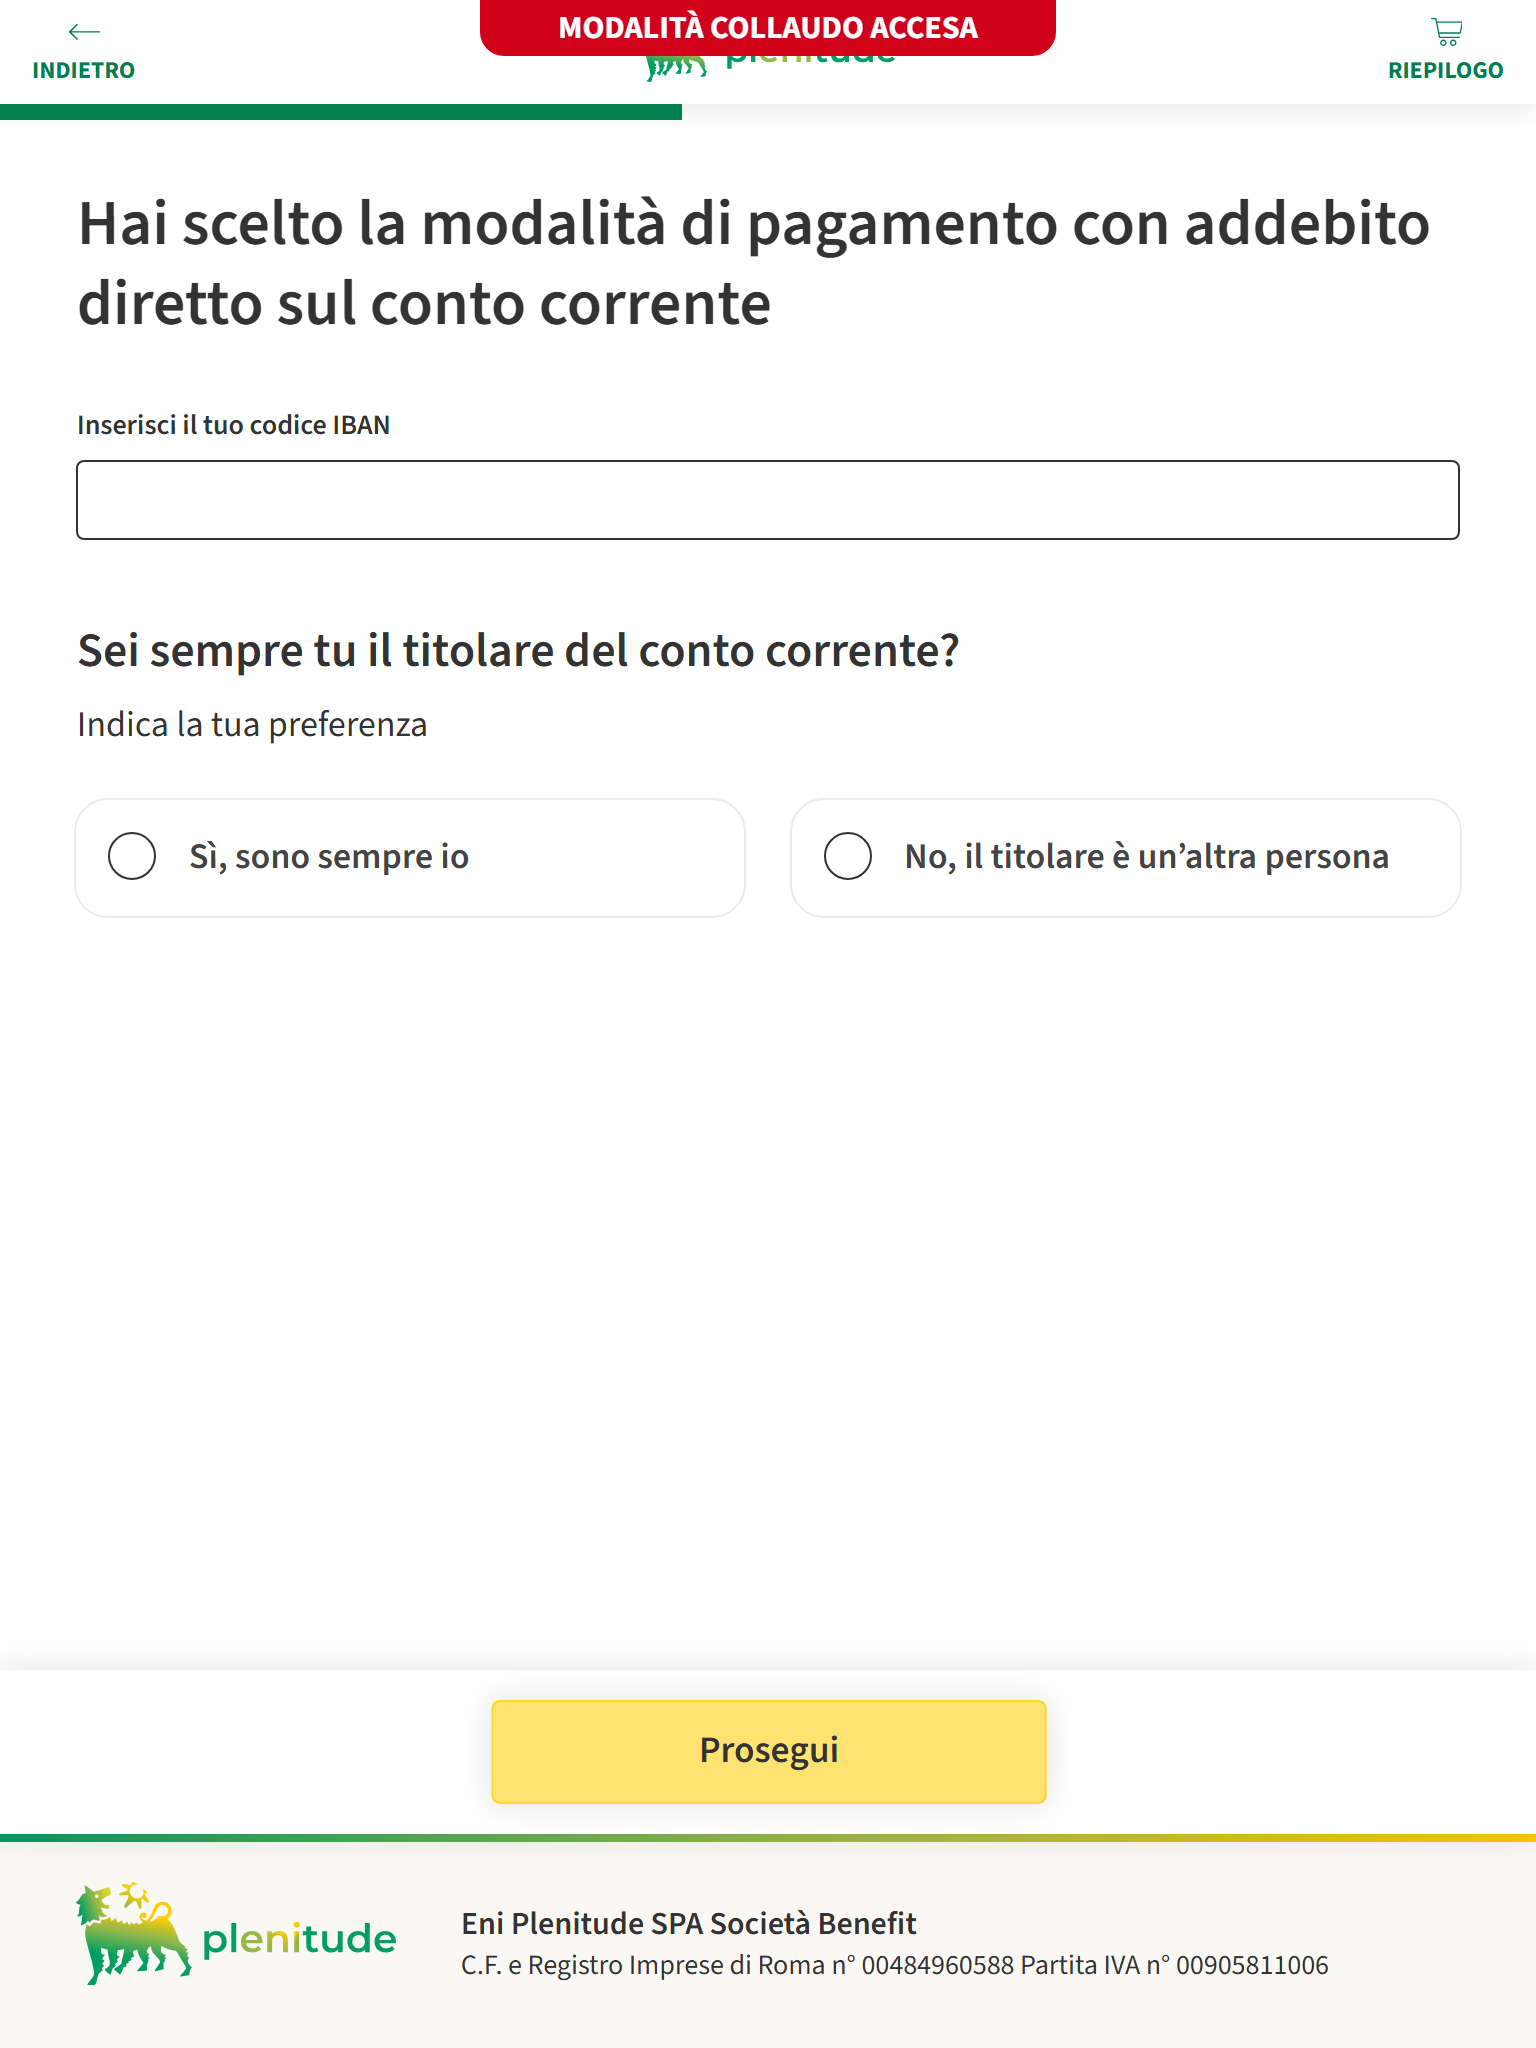 INDIETRO
MODALITÀ COLLAUDO ACCESA
plenitude
RIEPILOGO
Hai scelto la modalità di pagamento con addebito
diretto sul conto corrente
Inserisci il tuo codice IBAN
Sei sempre tu il titolare del conto corrente?
Indica la tua preferenza
Sì, sono sempre io
No, il titolare è un’altra persona
Prosegui
plenitude
Eni Plenitude SPA Società Benefit
C.F. e Registro Imprese di Roma n° 00484960588 Partita IVA n° 00905811006